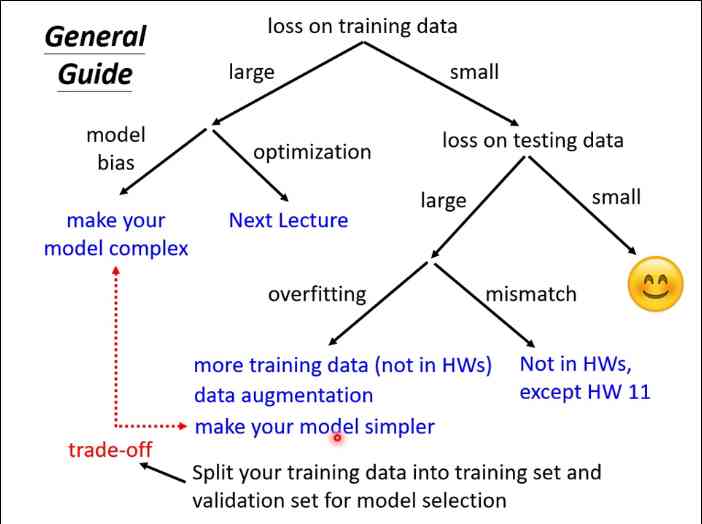 General
Guide
loss on training data
large
small
model
bias
optimization
loss on testing data
make your
model complex
Next Lecture
large
small
overfitting
mismatch
more training data (not in HWs)
data augmentation
make your model simpler
Not in HWs,
except HW 11
trade-off
Split your training data into training set and
validation set for model selection